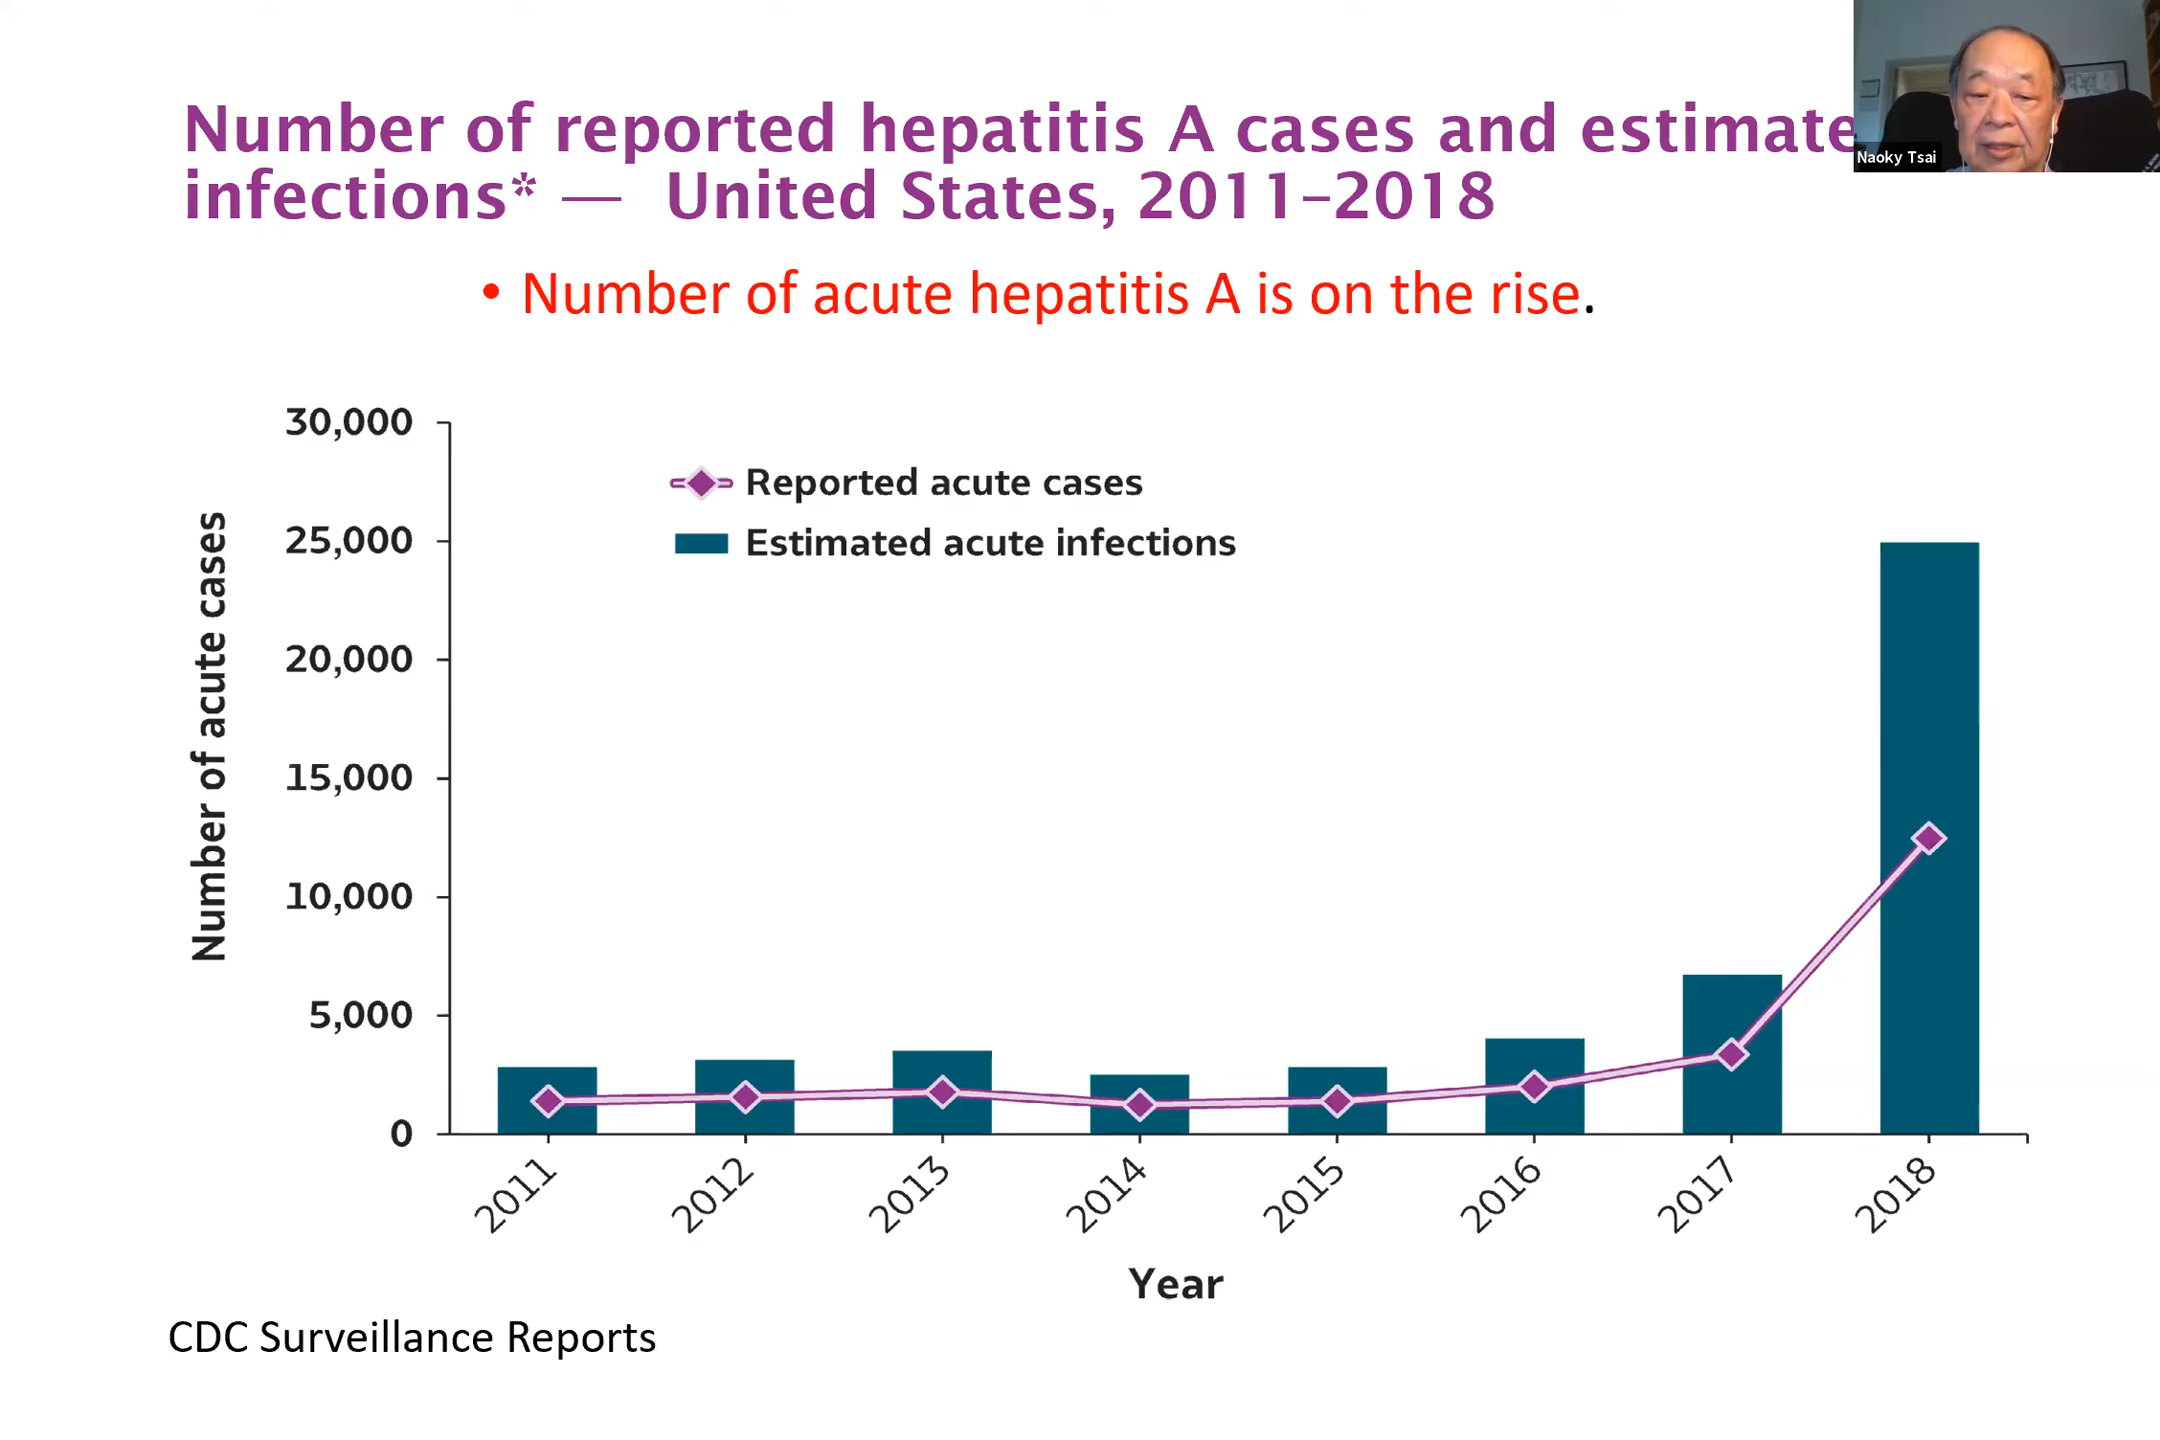 Number of reported hepatitis A cases and estimate
infections* — United States, 2011–2018
Naoky Tsai
• Number of acute hepatitis A is on the rise.
Number of acute cases
30,000
25,000
20,000
15,000
10,000
5,000
0
Reported acute cases
Estimated acute infections
2011
2012
2013
2014
2015
2016
2017
2018
Year
CDC Surveillance Reports